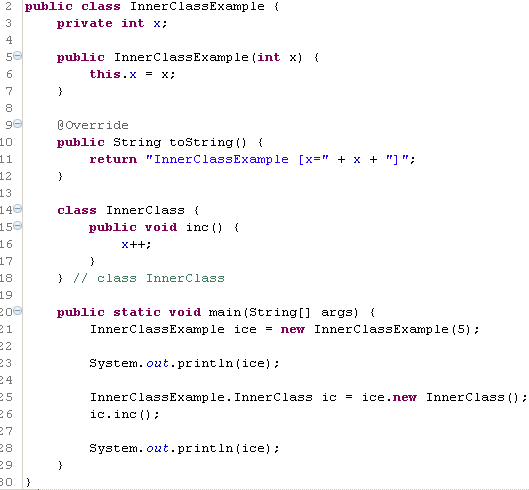 2 public class InnerClassExample {
3     private int x;
4
5     public InnerClassExample(int x) {
6         this.x = x;
7     }
8
9     @Override
10     public String toString() {
11         return "InnerClassExample [x=" + x + "]";
12     }
13
14     class InnerClass {
15         public void inc() {
16             x++;
17         }
18     } // class InnerClass
19
20     public static void main(String[] args) {
21         InnerClassExample ice = new InnerClassExample(5);
22
23         System.out.println(ice);
24
25         InnerClassExample.InnerClass ic = ice.new InnerClass();
26         ic.inc();
27
28         System.out.println(ice);
29     }
30 }